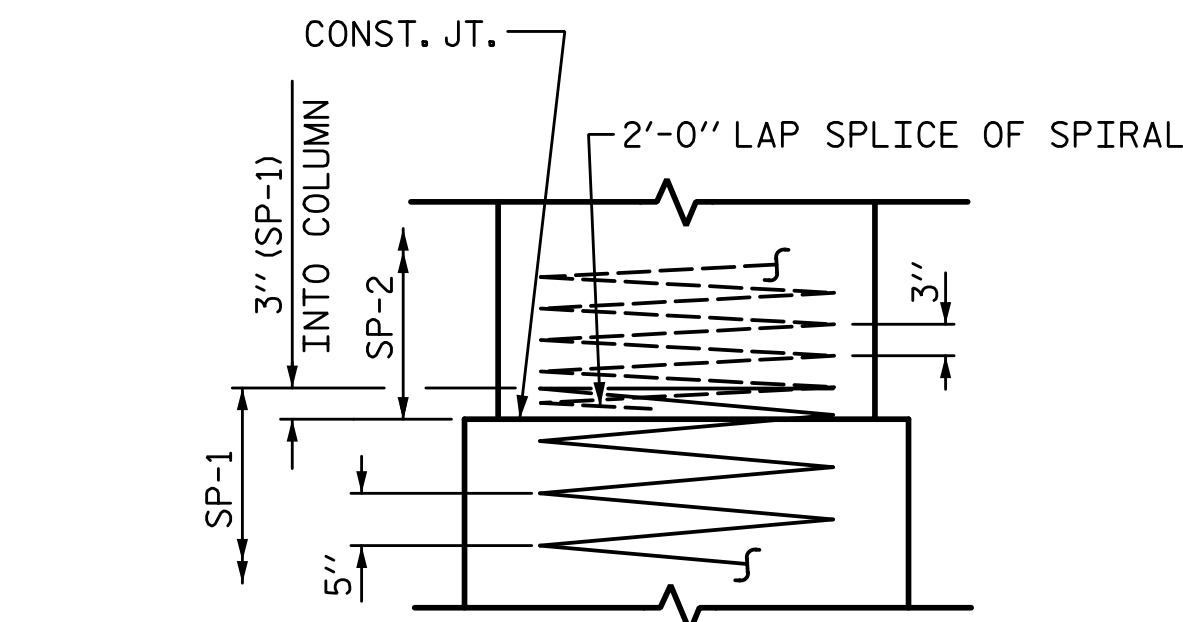 CONST. JT.
2'-0" LAP SPLICE OF SPIRAL
3" (SP-1)
INTO COLUMN
SP-2
3"
SP-1
5"